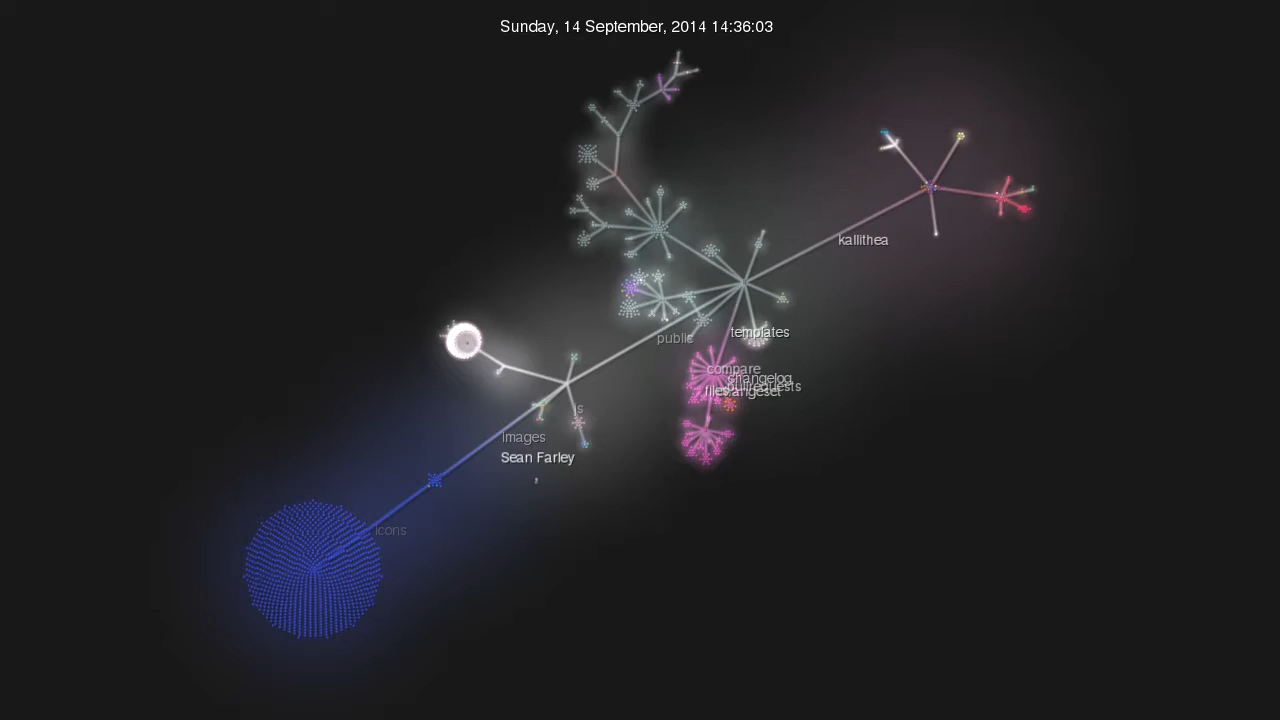 Sunday, 14 September, 2014 14:36:03
kallithea
templates
public
compare
changelog
pullrequests
files
changeset
js
images
Sean Farley
icons